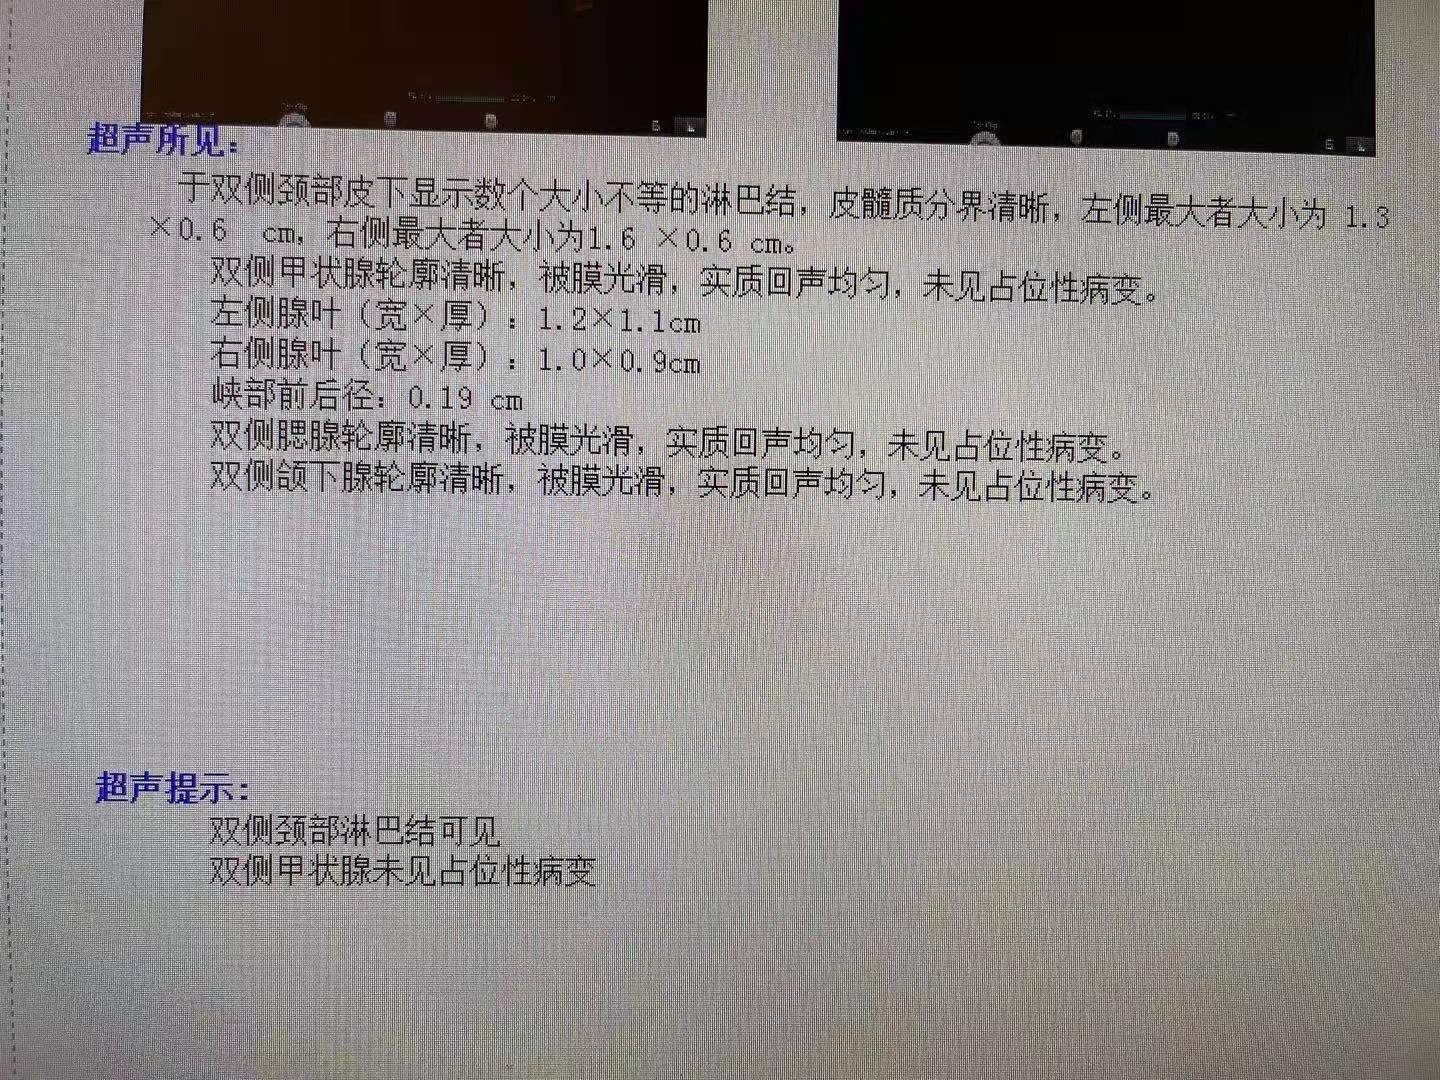 超声所见：
于双侧颈部皮下显示数个大小不等的淋巴结，皮髓质分界清晰，左侧最大者大小为 1.3
×0.6 cm，右侧最大者大小为1.6 ×0.6 cm。
双侧甲状腺轮廓清晰，被膜光滑，实质回声均匀，未见占位性病变。
左侧腺叶（宽×厚）：1.2×1.1cm
右侧腺叶（宽×厚）：1.0×0.9cm
峡部前后径：0.19 cm
双侧腮腺轮廓清晰，被膜光滑，实质回声均匀，未见占位性病变。
双侧颌下腺轮廓清晰，被膜光滑，实质回声均匀，未见占位性病变。
超声提示：
双侧颈部淋巴结可见
双侧甲状腺未见占位性病变